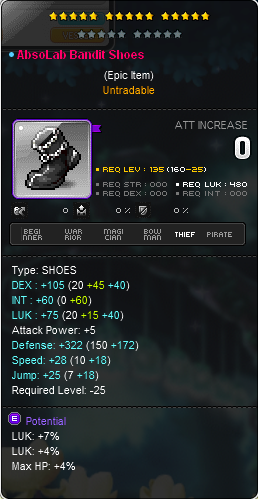 AbsoLab Bandit Shoes
(Epic Item)
Untradable
ATT INCREASE
0
REQ LEV : 135 (160-25)
REQ STR : 000 REQ LUK : 480
REQ DEX : 000 REQ INT : 000
0 0 % 0 %
BEGINNER WARRIOR MAGICIAN BOWMAN THIEF PIRATE
Type: SHOES
DEX : +105 (20 +45 +40)
INT : +60 (0 +60)
LUK : +75 (20 +15 +40)
Attack Power: +5
Defense: +322 (150 +172)
Speed: +28 (10 +18)
Jump: +25 (7 +18)
Required Level: -25
E Potential
LUK: +7%
LUK: +4%
Max HP: +4%